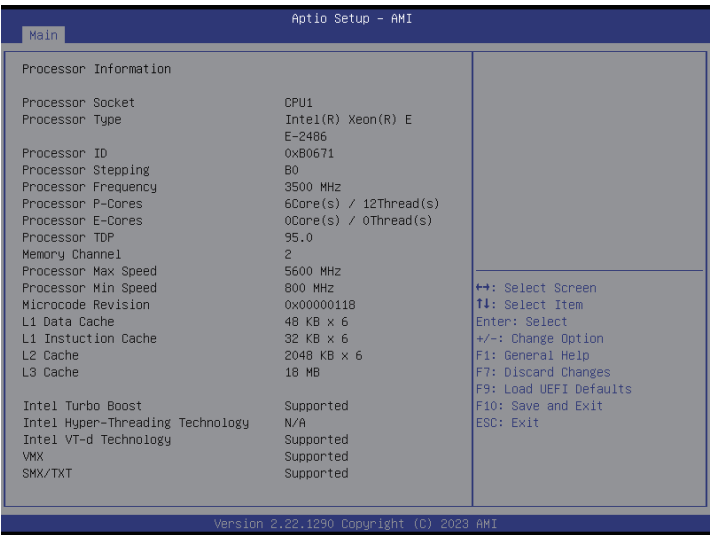 Aptio Setup – AMI
Main
Processor Information
Processor Socket CPU1
Processor Type Intel(R) Xeon(R) E
E-2486
Processor ID 0xB0671
Processor Stepping B0
Processor Frequency 3500 MHz
Processor P-Cores 6Core(s) / 12Thread(s)
Processor E-Cores 0Core(s) / 0Thread(s)
Processor TDP 95.0
Memory Channel 2
Processor Max Speed 5600 MHz
Processor Min Speed 800 MHz
Microcode Revision 0x00000118
L1 Data Cache 48 KB x 6
L1 Instuction Cache 32 KB x 6
L2 Cache 2048 KB x 6
L3 Cache 18 MB
Intel Turbo Boost Supported
Intel Hyper-Threading Technology N/A
Intel VT-d Technology Supported
VMX Supported
SMX/TXT Supported
↔: Select Screen
↑↓: Select Item
Enter: Select
+/-: Change Option
F1: General Help
F7: Discard Changes
F9: Load UEFI Defaults
F10: Save and Exit
ESC: Exit
Version 2.22.1290 Copyright (C) 2023 AMI